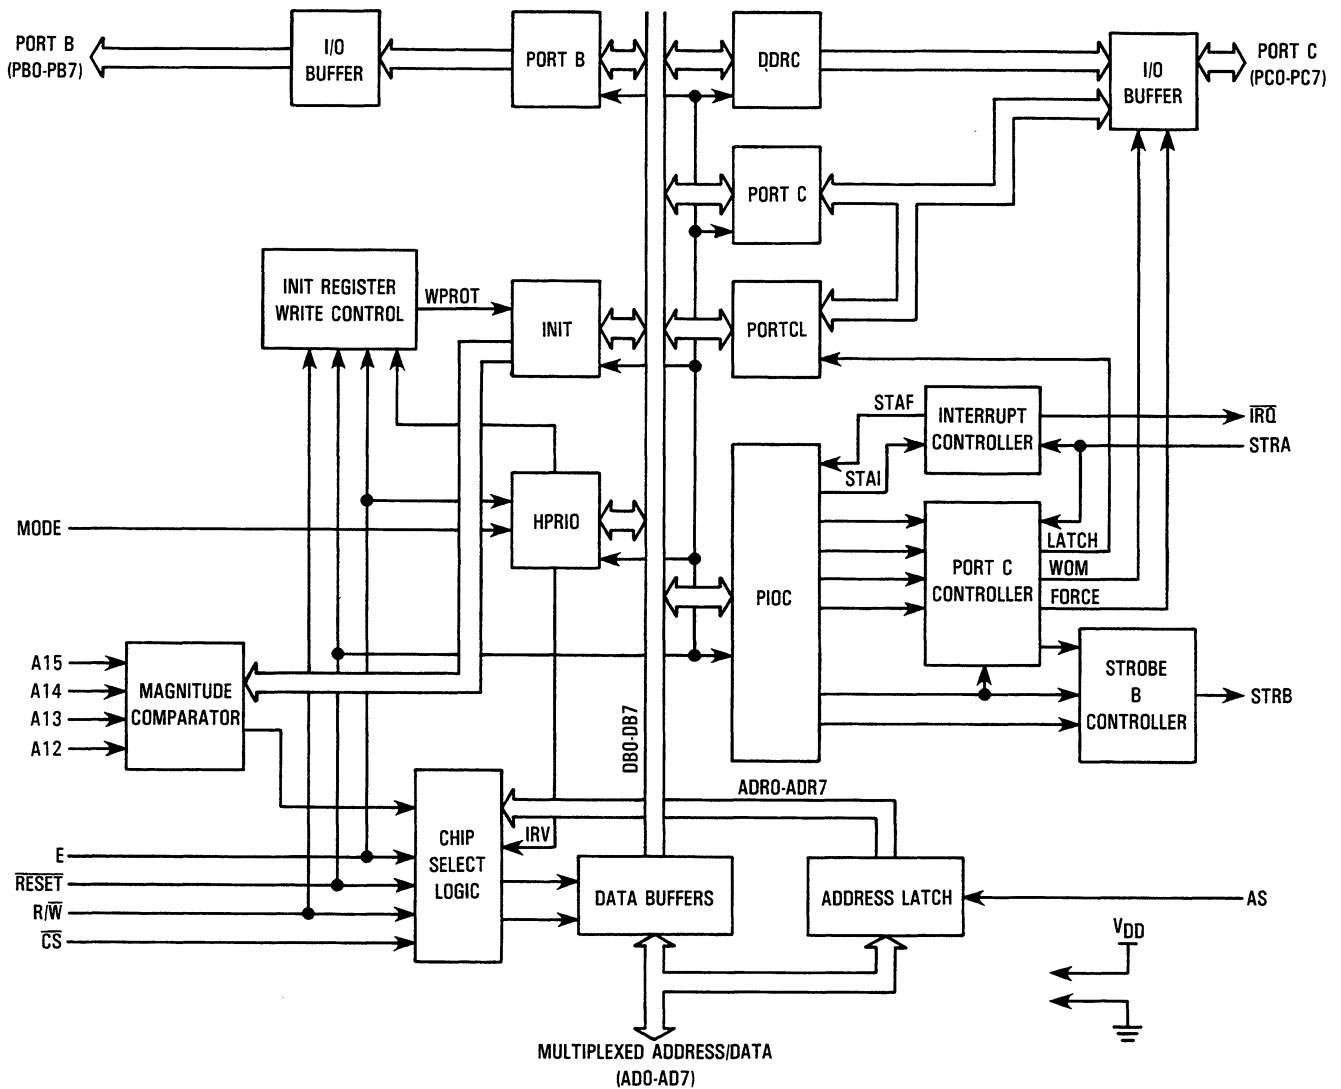 PORT B
(PB0-PB7)
I/O
BUFFER
PORT B
DDRC
I/O
BUFFER
PORT C
(PC0-PC7)
PORT C
INIT REGISTER
WRITE CONTROL
WPROT
INIT
PORTCL
STAF
INTERRUPT
CONTROLLER
IRQ
STRA
STAI
HPRIO
MODE
PIOC
PORT C
CONTROLLER
LATCH
WOM
FORCE
A15
A14
A13
A12
MAGNITUDE
COMPARATOR
STROBE
B
CONTROLLER
STRB
DB0-DB7
ADR0-ADR7
CHIP
SELECT
LOGIC
IRV
E
RESET
R/W
CS
DATA BUFFERS
ADDRESS LATCH
AS
VDD
MULTIPLEXED ADDRESS/DATA
(AD0-AD7)